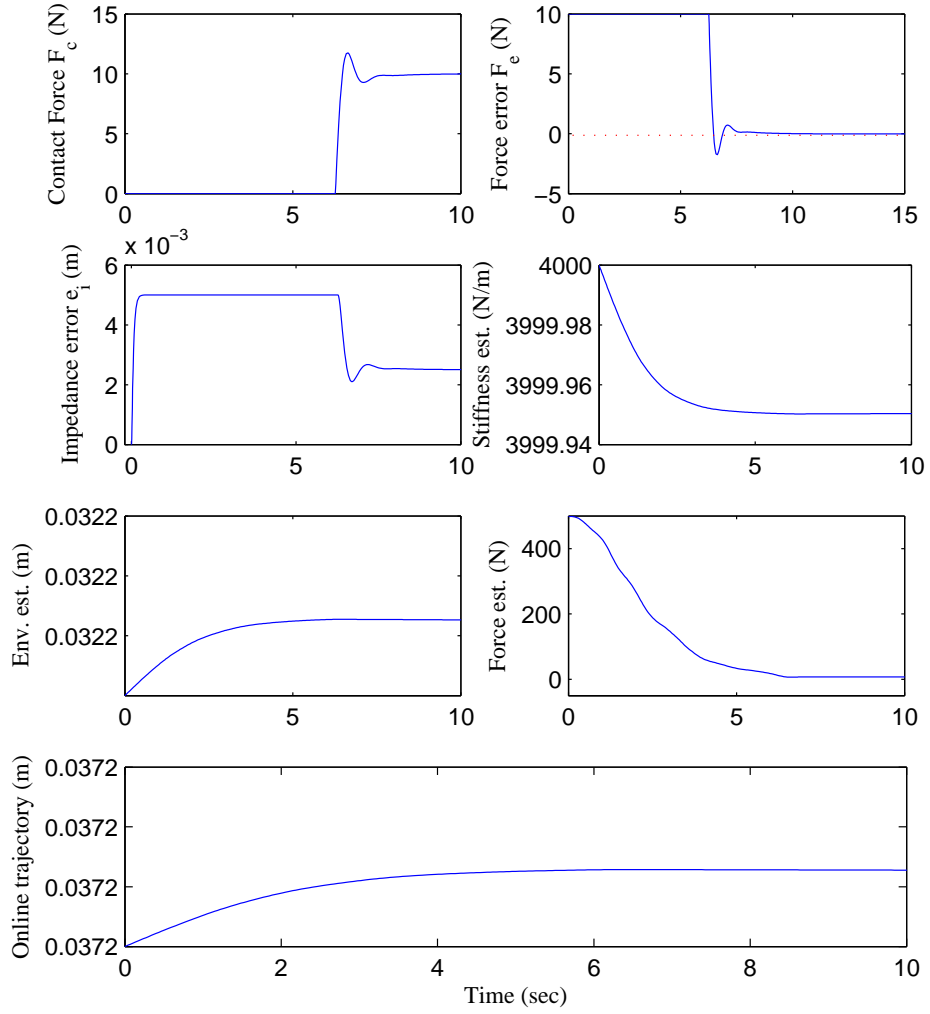 Contact Force F_c (N)
15
10
5
0
0 5 10
Force error F_e (N)
10
5
0
−5
0 5 10 15
Impedance error e_i (m)
x 10^−3
6
4
2
0
0 5 10
Stiffness est. (N/m)
4000
3999.98
3999.96
3999.94
0 5 10
Env. est. (m)
0.0322
0.0322
0.0322
0 5 10
Force est. (N)
400
200
0
0 5 10
Online trajectory (m)
0.0372
0.0372
0.0372
0.0372
0 2 4 6 8 10
Time (sec)